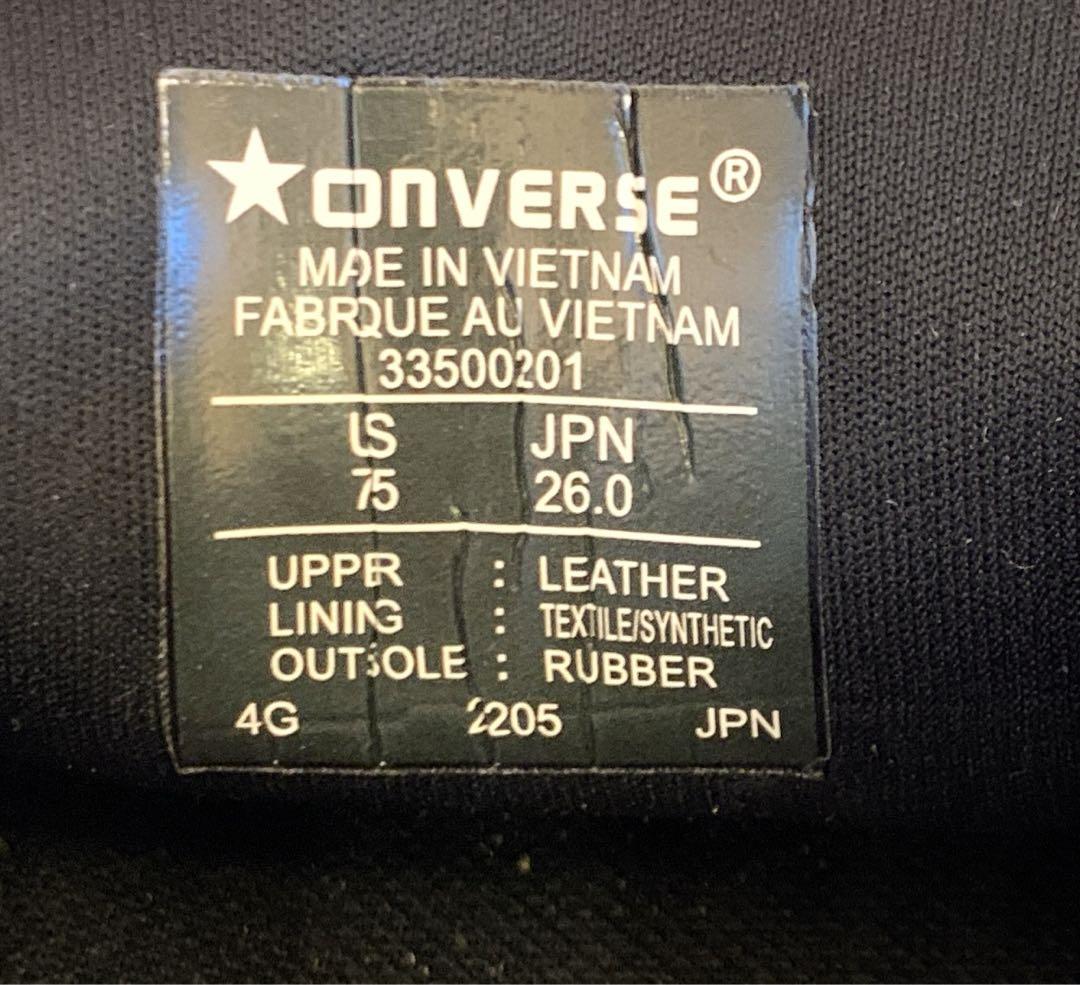 ★ONVERSE®
MADE IN VIETNAM
FABRIQUE AU VIETNAM
33500201
US JPN
75 26.0
UPPER : LEATHER
LINING : TEXTILE/SYNTHETIC
OUTSOLE : RUBBER
4G 2205 JPN